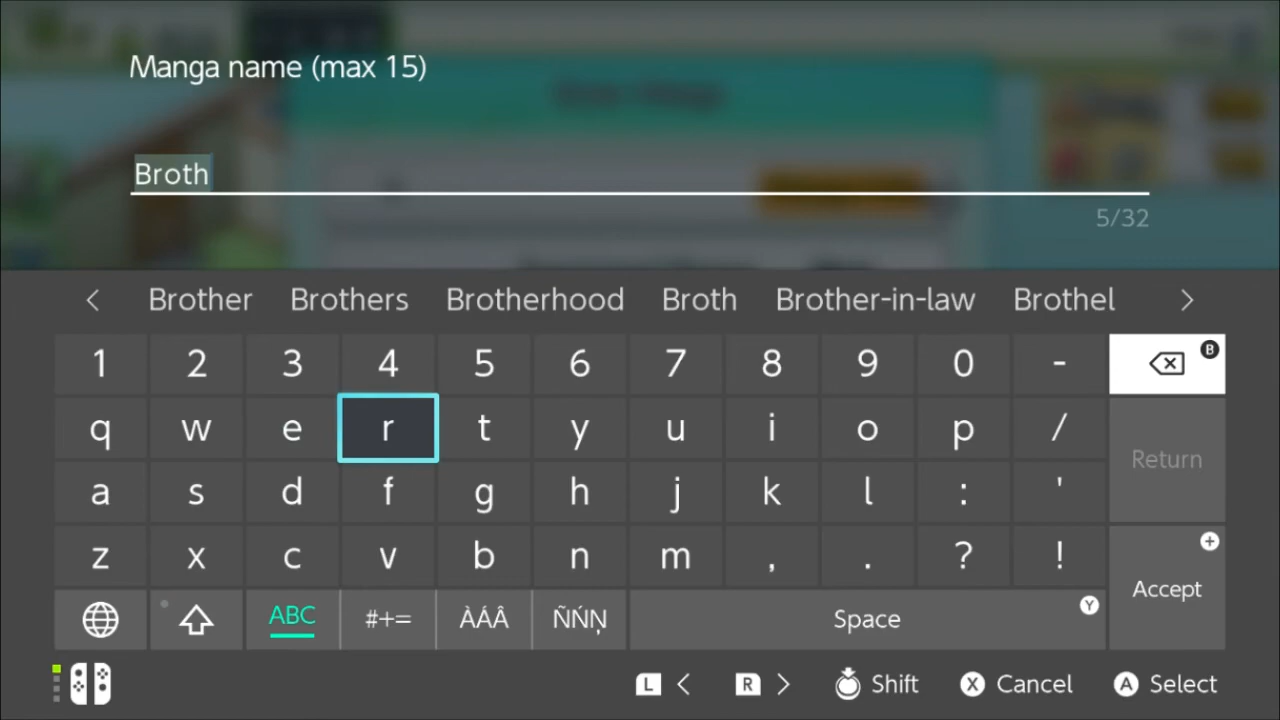 Manga name (max 15)
Broth
5/32
< Brother Brothers Brotherhood Broth Brother-in-law Brothel >
1 2 3 4 5 6 7 8 9 0 - B
q w e r t y u i o p / Return
a s d f g h j k l : '
z x c v b n m , . ? ! + Accept
ABC #+= ÀÁÂ ÑŃŅ Space Y
L < R > Shift X Cancel A Select